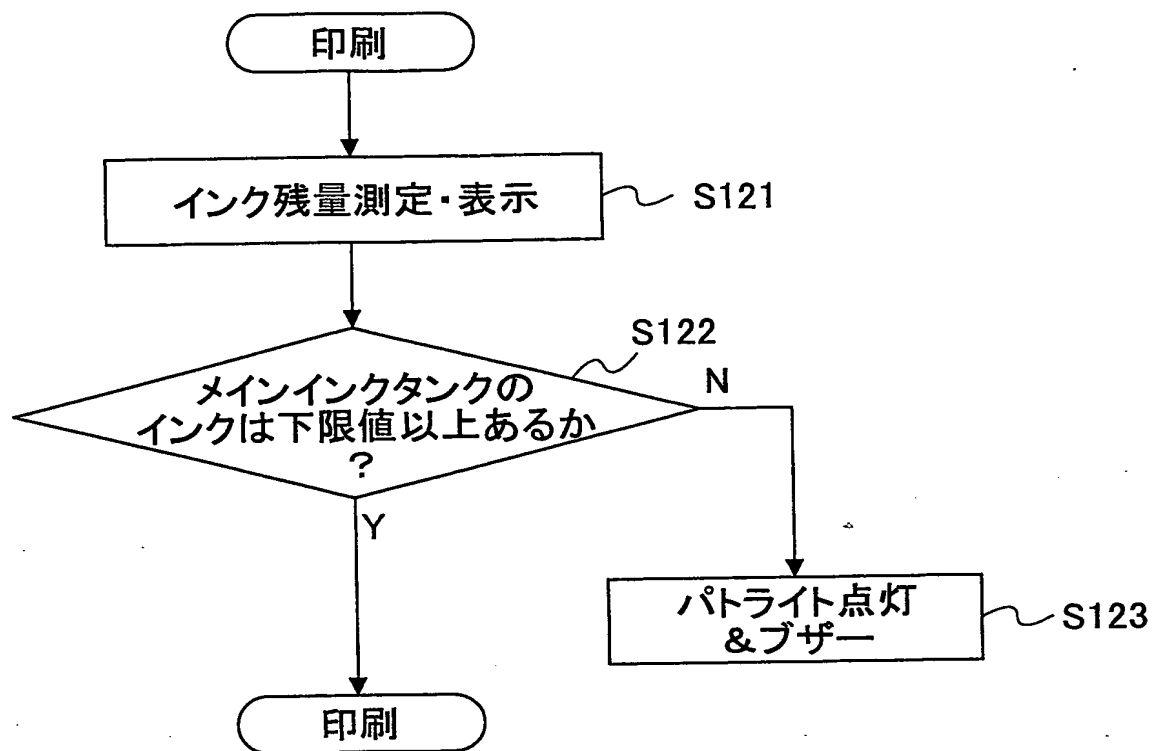 印刷
インク残量測定・表示
S121
S122
メインインクタンクの
インクは下限値以上あるか
?
N
Y
パトライト点灯
&ブザー
S123
印刷